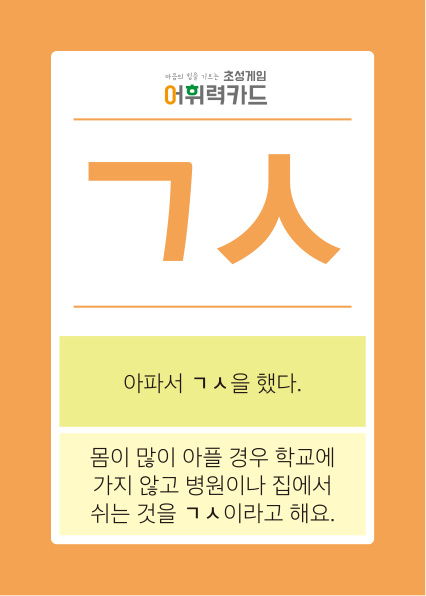 마음의 힘을 기르는 초성게임
어휘력카드
ㄱㅅ
아파서 ㄱㅅ을 했다.
몸이 많이 아플 경우 학교에
가지 않고 병원이나 집에서
쉬는 것을 ㄱㅅ이라고 해요.